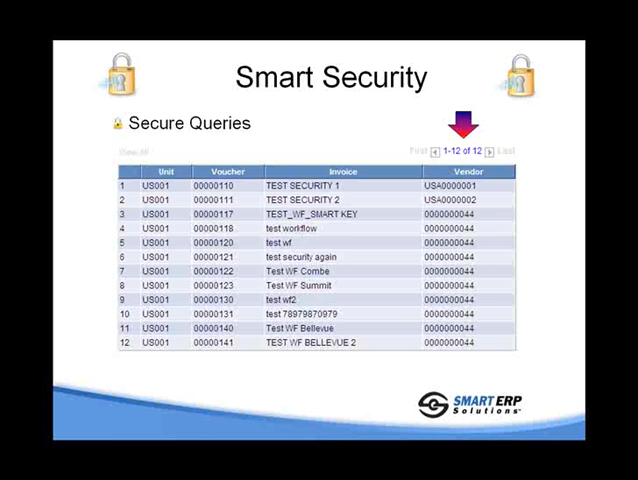 Smart Security
Secure Queries
View All First 1-12 of 12 Last
Unit Voucher Invoice Vendor
1 US001 00000110 TEST SECURITY 1 USA0000001
2 US001 00000111 TEST SECURITY 2 USA0000002
3 US001 00000117 TEST_WF_SMART KEY 0000000044
4 US001 00000118 test workflow 0000000044
5 US001 00000120 test wf 0000000044
6 US001 00000121 test security again 0000000044
7 US001 00000122 Test WF Combe 0000000044
8 US001 00000123 Test WF Summit 0000000044
9 US001 00000130 test wf2 0000000044
10 US001 00000131 test 78979870979 0000000044
11 US001 00000140 Test WF Bellevue 0000000044
12 US001 00000141 TEST WF BELLEVUE 2 0000000044
SMART ERP
Solutions